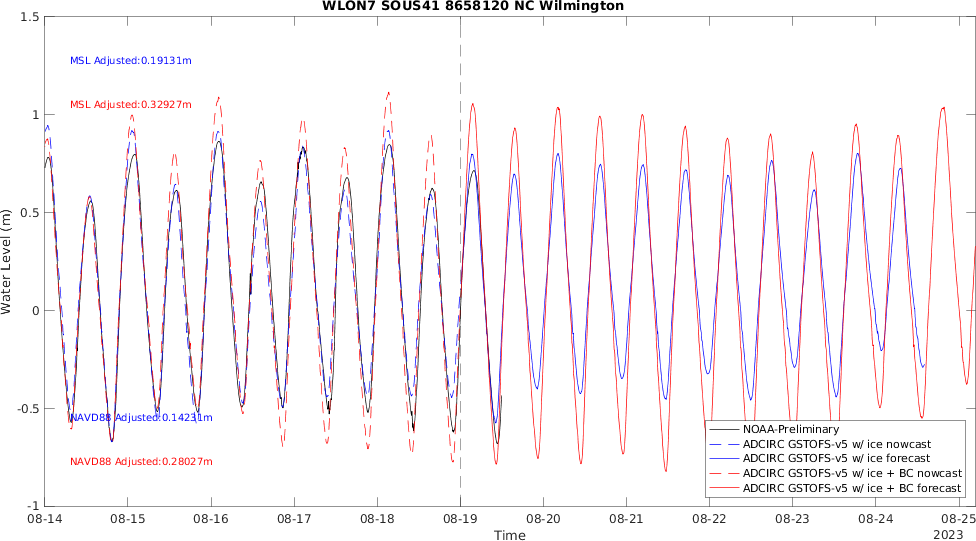 WLON7 SOUS41 8658120 NC Wilmington
1.5
MSL Adjusted:0.19131m
MSL Adjusted:0.32927m
1
0.5
Water Level (m)
0
-0.5
NAVD88 Adjusted:0.14231m
NAVD88 Adjusted:0.28027m
NOAA-Preliminary
ADCIRC GSTOFS-v5 w/ ice nowcast
ADCIRC GSTOFS-v5 w/ ice forecast
ADCIRC GSTOFS-v5 w/ ice + BC nowcast
ADCIRC GSTOFS-v5 w/ ice + BC forecast
-1
08-14 08-15 08-16 08-17 08-18 08-19 08-20 08-21 08-22 08-23 08-24 08-25
Time
2023